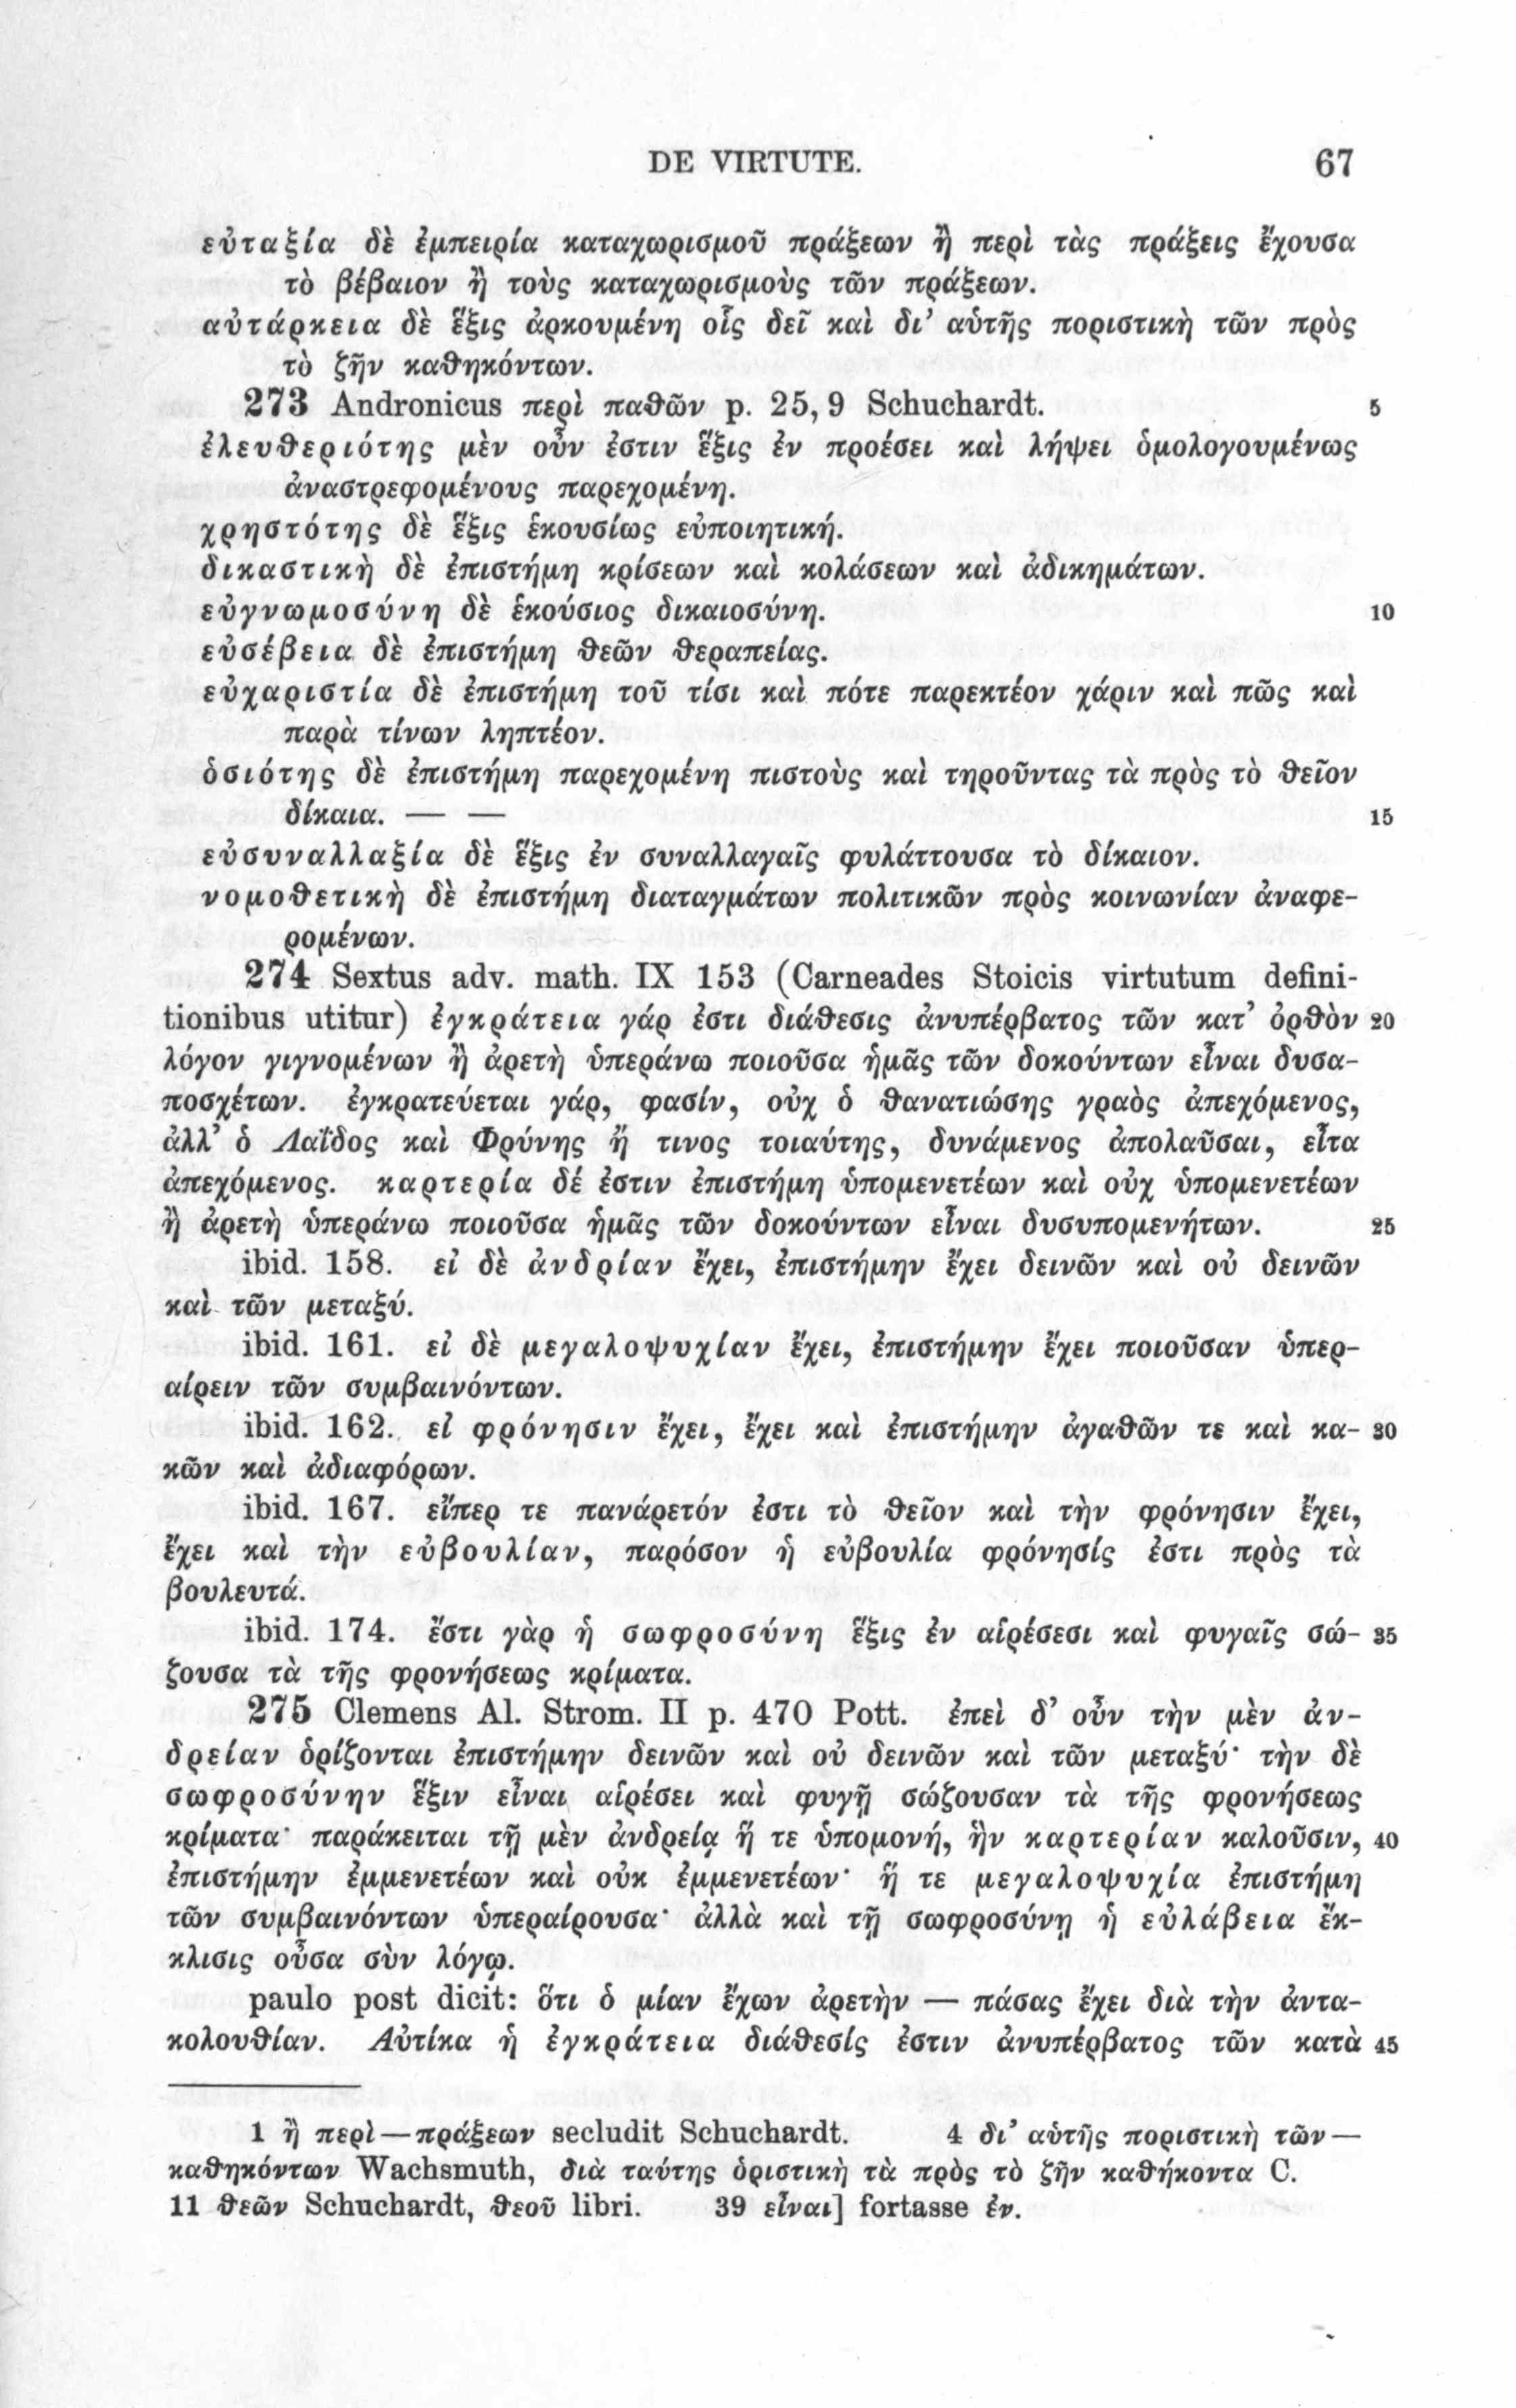 DE VIRTUTE. 67
εὐταξία δὲ ἐμπειρία καταχωρισμοῦ πράξεων ἢ περὶ τὰς πράξεις ἔχουσα
τὸ βέβαιον ἢ τοὺς καταχωρισμοὺς τῶν πράξεων.
αὐτάρκεια δὲ ἕξις ἀρκουμένη οἷς δεῖ καὶ δι’ αὑτῆς ποριστικὴ τῶν πρὸς
τὸ ζῆν καθηκόντων.
273 Andronicus περὶ παθῶν p. 25, 9 Schuchardt. 5
ἐλευθεριότης μὲν οὖν ἐστιν ἕξις ἐν προέσει καὶ λήψει ὁμολογουμένως
ἀναστρεφομένους παρεχομένη.
χρηστότης δὲ ἕξις ἑκουσίως εὐποιητική.
δικαστικὴ δὲ ἐπιστήμη κρίσεων καὶ κολάσεων καὶ ἀδικημάτων.
εὐγνωμοσύνη δὲ ἑκούσιος δικαιοσύνη. 10
εὐσέβεια δὲ ἐπιστήμη θεῶν θεραπείας.
εὐχαριστία δὲ ἐπιστήμη τοῦ τίσι καὶ πότε παρεκτέον χάριν καὶ πῶς καὶ
παρὰ τίνων ληπτέον.
ὁσιότης δὲ ἐπιστήμη παρεχομένη πιστοὺς καὶ τηροῦντας τὰ πρὸς τὸ θεῖον
δίκαια. — — 15
εὐσυναλλαξία δὲ ἕξις ἐν συναλλαγαῖς φυλάττουσα τὸ δίκαιον.
νομοθετικὴ δὲ ἐπιστήμη διαταγμάτων πολιτικῶν πρὸς κοινωνίαν ἀναφε-
ρομένων.
274 Sextus adv. math. IX 153 (Carneades Stoicis virtutum defini-
tionibus utitur) ἐγκράτεια γάρ ἐστι διάθεσις ἀνυπέρβατος τῶν κατ’ ὀρθὸν 20
λόγον γιγνομένων ἢ ἀρετὴ ὑπεράνω ποιοῦσα ἡμᾶς τῶν δοκούντων εἶναι δυσα-
ποσχέτων. ἐγκρατεύεται γάρ, φασίν, οὐχ ὁ θανατιώσης γραὸς ἀπεχόμενος,
ἀλλ’ ὁ Λαΐδος καὶ Φρύνης ἤ τινος τοιαύτης, δυνάμενος ἀπολαῦσαι, εἶτα
ἀπεχόμενος. καρτερία δέ ἐστιν ἐπιστήμη ὑπομενετέων καὶ οὐχ ὑπομενετέων
ἢ ἀρετὴ ὑπεράνω ποιοῦσα ἡμᾶς τῶν δοκούντων εἶναι δυσυπομενήτων. 25
ibid. 158. εἰ δὲ ἀνδρίαν ἔχει, ἐπιστήμην ἔχει δεινῶν καὶ οὐ δεινῶν
καὶ τῶν μεταξύ.
ibid. 161. εἰ δὲ μεγαλοψυχίαν ἔχει, ἐπιστήμην ἔχει ποιοῦσαν ὑπερ-
αίρειν τῶν συμβαινόντων.
ibid. 162. εἰ φρόνησιν ἔχει, ἔχει καὶ ἐπιστήμην ἀγαθῶν τε καὶ κα- 30
κῶν καὶ ἀδιαφόρων.
ibid. 167. εἴπερ τε πανάρετόν ἐστι τὸ θεῖον καὶ τὴν φρόνησιν ἔχει,
ἔχει καὶ τὴν εὐβουλίαν, παρόσον ἡ εὐβουλία φρόνησίς ἐστι πρὸς τὰ
βουλευτά.
ibid. 174. ἔστι γὰρ ἡ σωφροσύνη ἕξις ἐν αἱρέσεσι καὶ φυγαῖς σώ- 35
ζουσα τὰ τῆς φρονήσεως κρίματα.
275 Clemens Al. Strom. II p. 470 Pott. ἐπεὶ δ’ οὖν τὴν μὲν ἀν-
δρείαν ὁρίζονται ἐπιστήμην δεινῶν καὶ οὐ δεινῶν καὶ τῶν μεταξύ· τὴν δὲ
σωφροσύνην ἕξιν εἶναι αἱρέσει καὶ φυγῇ σώζουσαν τὰ τῆς φρονήσεως
κρίματα· παράκειται τῇ μὲν ἀνδρείᾳ ἥ τε ὑπομονή, ἣν καρτερίαν καλοῦσιν, 40
ἐπιστήμην ἐμμενετέων καὶ οὐκ ἐμμενετέων· ἥ τε μεγαλοψυχία ἐπιστήμη
τῶν συμβαινόντων ὑπεραίρουσα· ἀλλὰ καὶ τῇ σωφροσύνῃ ἡ εὐλάβεια ἔκ-
κλισις οὖσα σὺν λόγῳ.
paulo post dicit: ὅτι ὁ μίαν ἔχων ἀρετὴν — πάσας ἔχει διὰ τὴν ἀντα-
κολουθίαν. Αὐτίκα ἡ ἐγκράτεια διάθεσίς ἐστιν ἀνυπέρβατος τῶν κατὰ 45
1 ἢ περὶ—πράξεων secludit Schuchardt. 4 δι’ αὑτῆς ποριστικὴ τῶν—
καθηκόντων Wachsmuth, διὰ ταύτης ὁριστικὴ τὰ πρὸς τὸ ζῆν καθήκοντα C.
11 θεῶν Schuchardt, θεοῦ libri. 39 εἶναι] fortasse ἐν.